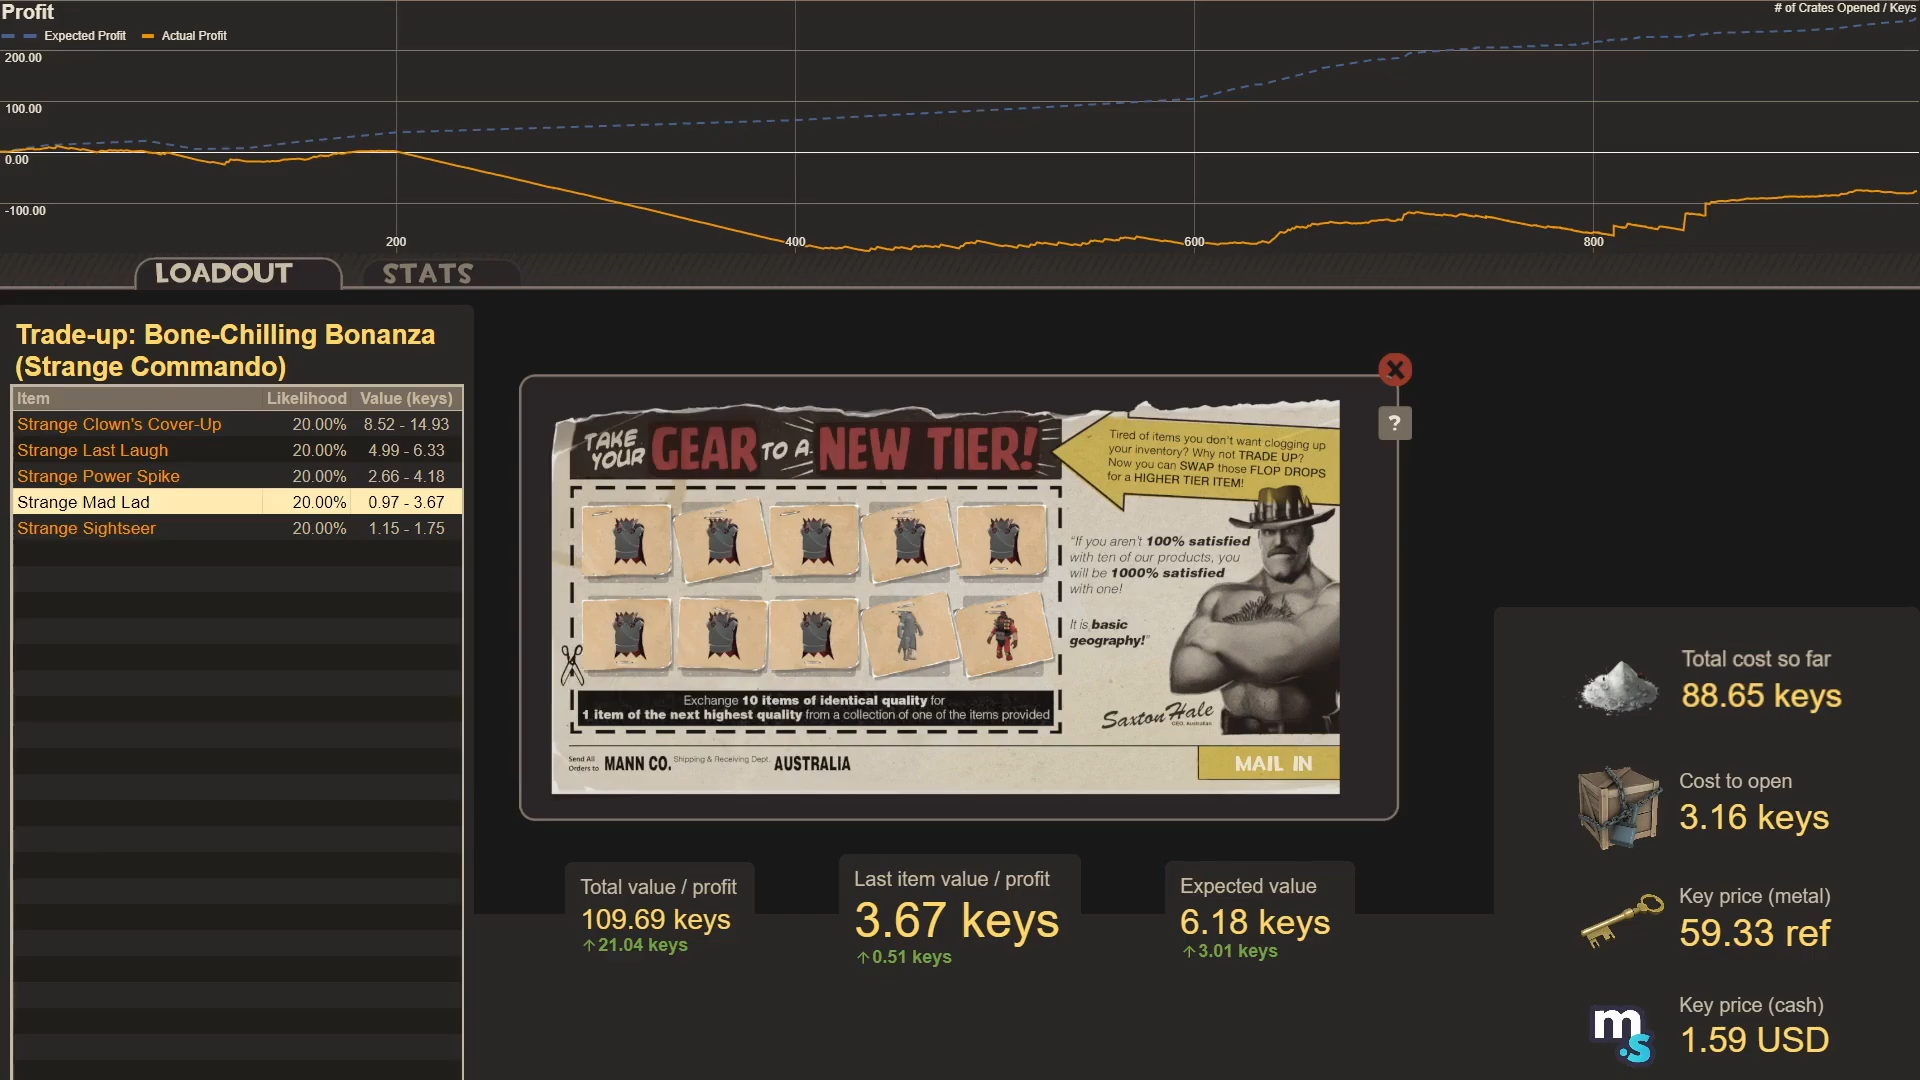 Profit
# of Crates Opened / Keys
Expected Profit
Actual Profit
200.00
100.00
0.00
-100.00
200
400
600
800
LOADOUT
STATS
Trade-up: Bone-Chilling Bonanza
(Strange Commando)
Item Likelihood Value (keys)
Strange Clown's Cover-Up 20.00% 8.52 - 14.93
Strange Last Laugh 20.00% 4.99 - 6.33
Strange Power Spike 20.00% 2.66 - 4.18
Strange Mad Lad 20.00% 0.97 - 3.67
Strange Sightseer 20.00% 1.15 - 1.75
?
TAKE YOUR GEAR TO A NEW TIER!
Tired of items you don't want clogging up
your inventory? Why not TRADE UP?
Now you can SWAP those FLOP DROPS
for a HIGHER TIER ITEM!
"If you aren't 100% satisfied
with ten of our products, you
will be 1000% satisfied
with one!
It is basic
geography!"
Exchange 10 items of identical quality for
1 item of the next highest quality from a collection of one of the items provided
Saxton Hale
CEO, Australian
Send All
Orders to MANN CO. Shipping & Receiving Dept. AUSTRALIA
MAIL IN
Total value / profit
109.69 keys
↑21.04 keys
Last item value / profit
3.67 keys
↑0.51 keys
Expected value
6.18 keys
↑3.01 keys
Total cost so far
88.65 keys
Cost to open
3.16 keys
Key price (metal)
59.33 ref
m.s
Key price (cash)
1.59 USD